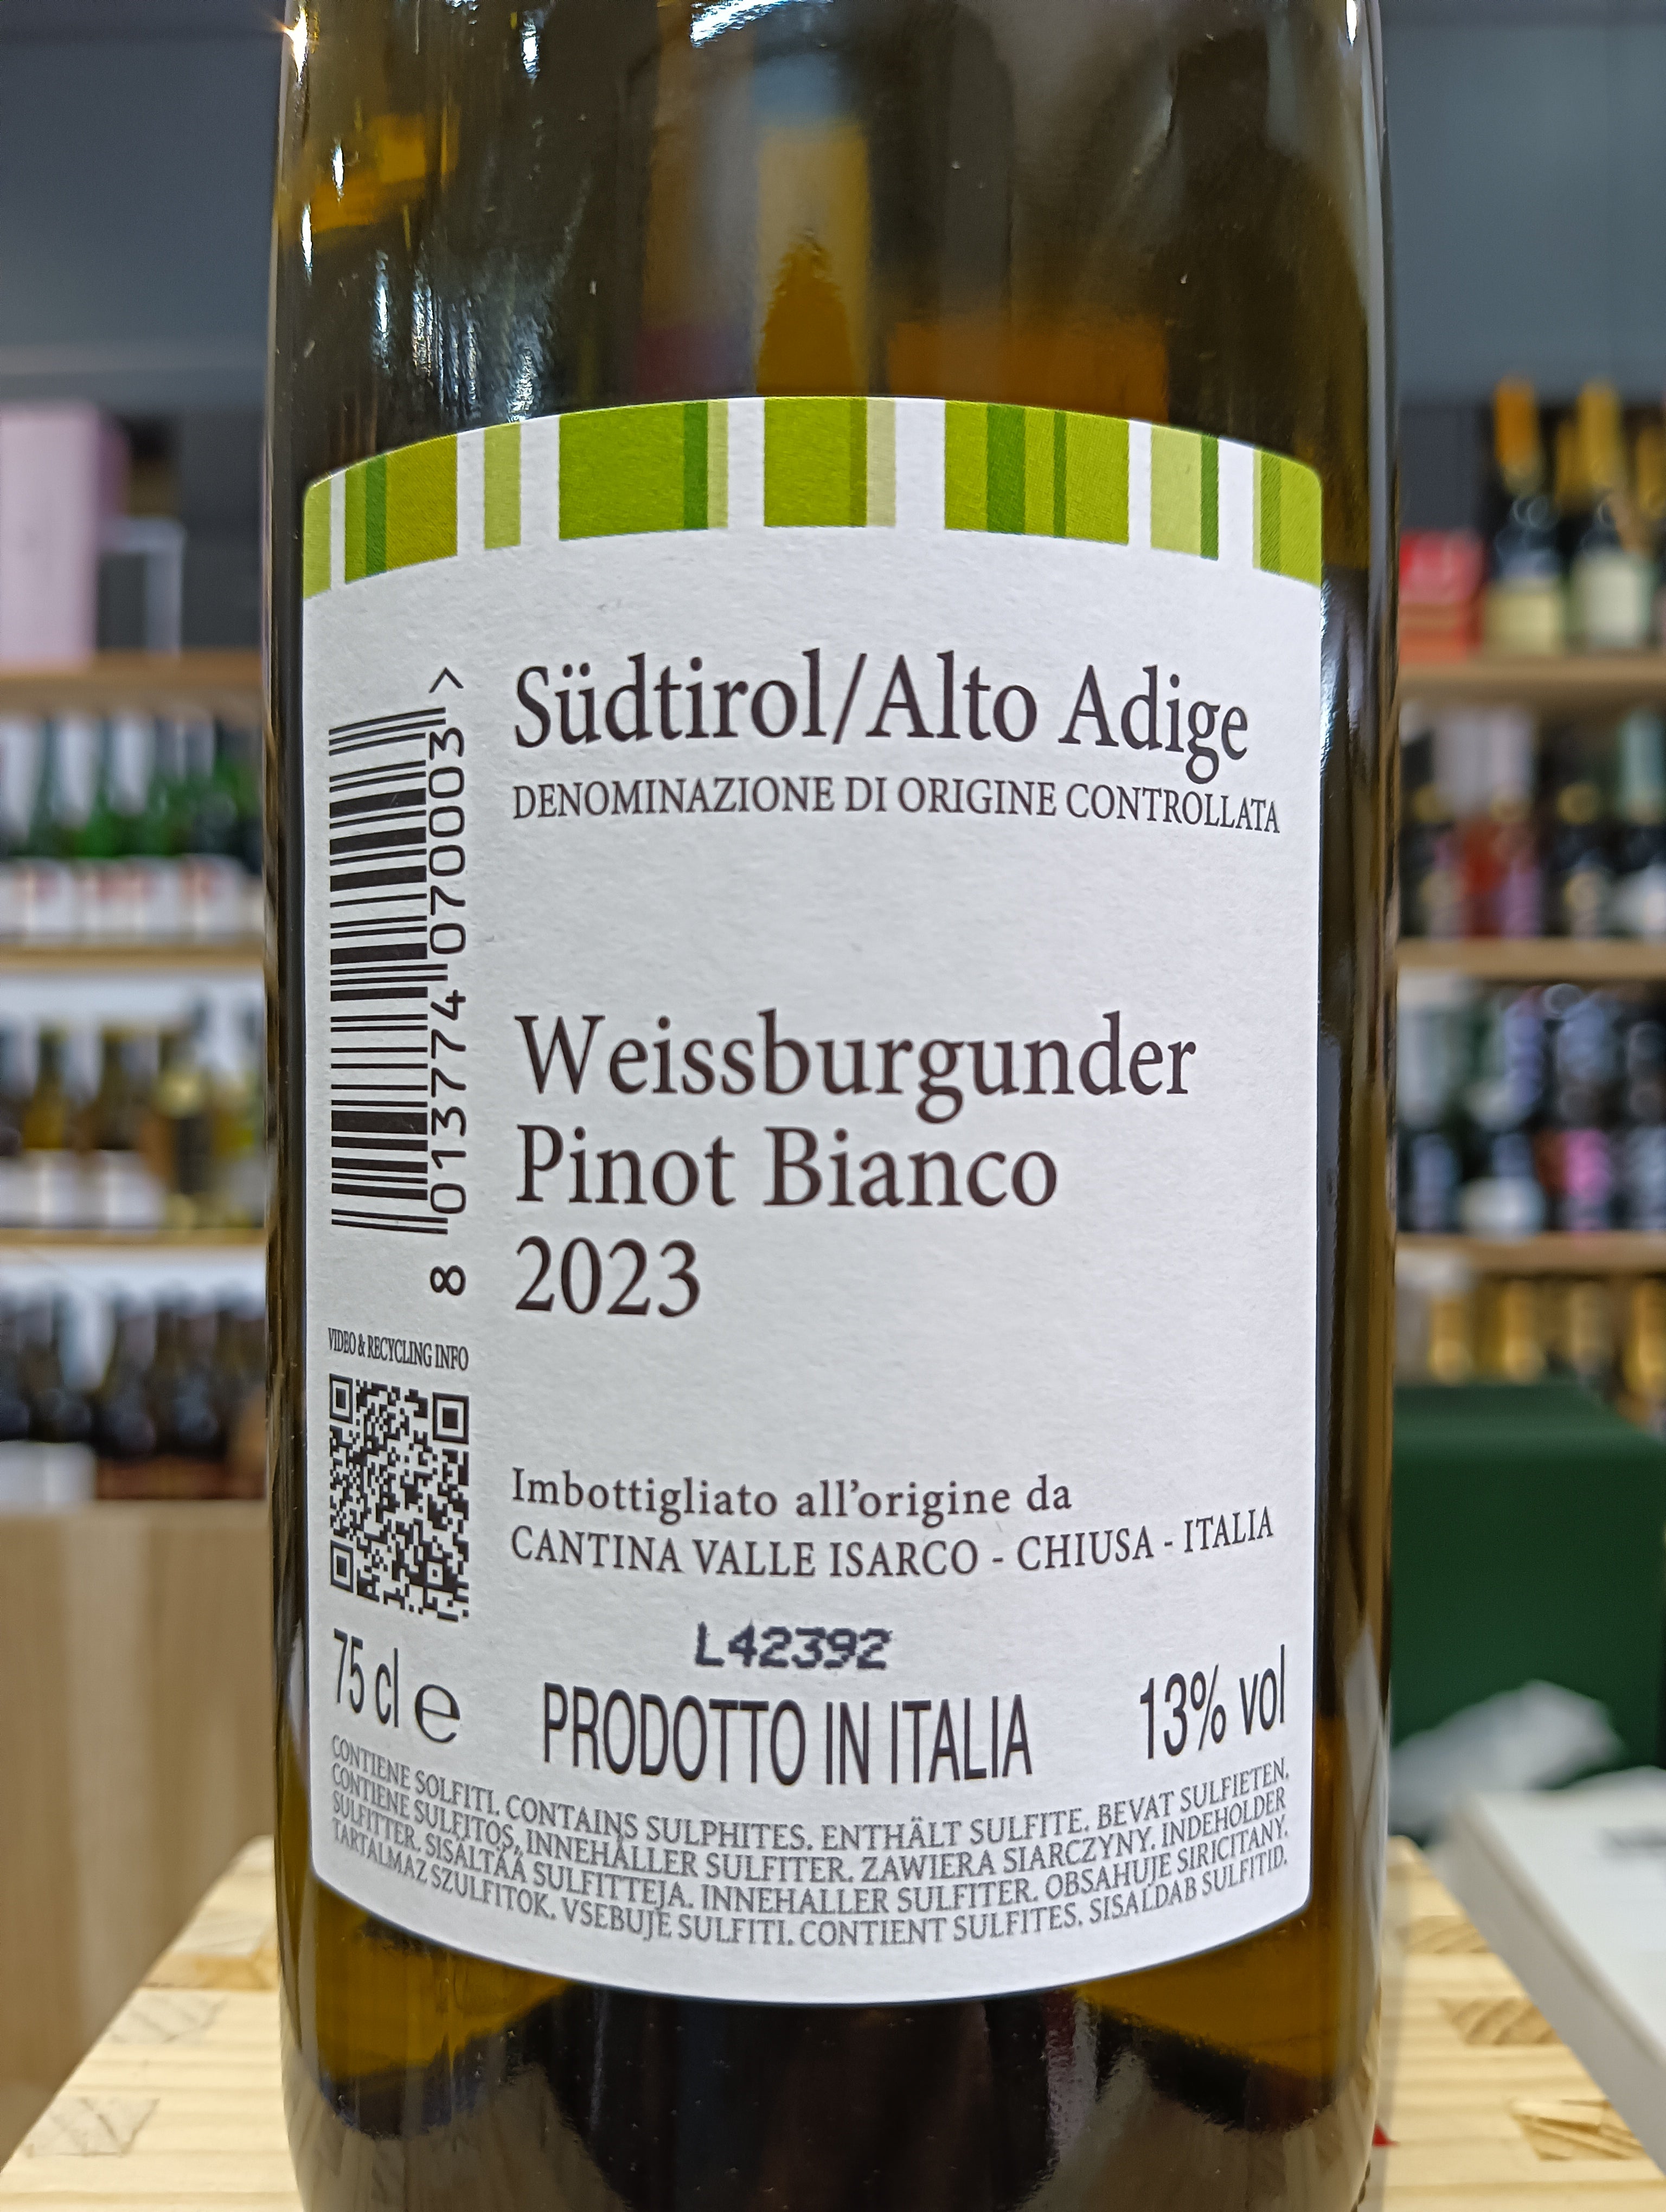 Südtirol/Alto Adige
DENOMINAZIONE DI ORIGINE CONTROLLATA
Weissburgunder
Pinot Bianco
2023
8 013774 070003 >
VIDEO & RECYCLING INFO
Imbottigliato all'origine da
CANTINA VALLE ISARCO - CHIUSA - ITALIA
L42392
75 cl e PRODOTTO IN ITALIA 13% vol
CONTIENE SOLFITI. CONTAINS SULPHITES. ENTHÄLT SULFITE. BEVAT SULFIETEN.
CONTIENE SULFITOS, INNEHÅLLER SULFITER. ZAWIERA SIARCZYNY. INDEHOLDER
SULFITTER. SISÄLTÄÄ SULFITTEJA. INNEHALLER SULFITER. OBSAHUJE SIRICITANY.
TARTALMAZ SZULFITOK. VSEBUJE SULFITI. CONTIENT SULFITES. SISALDAB SULFITID.